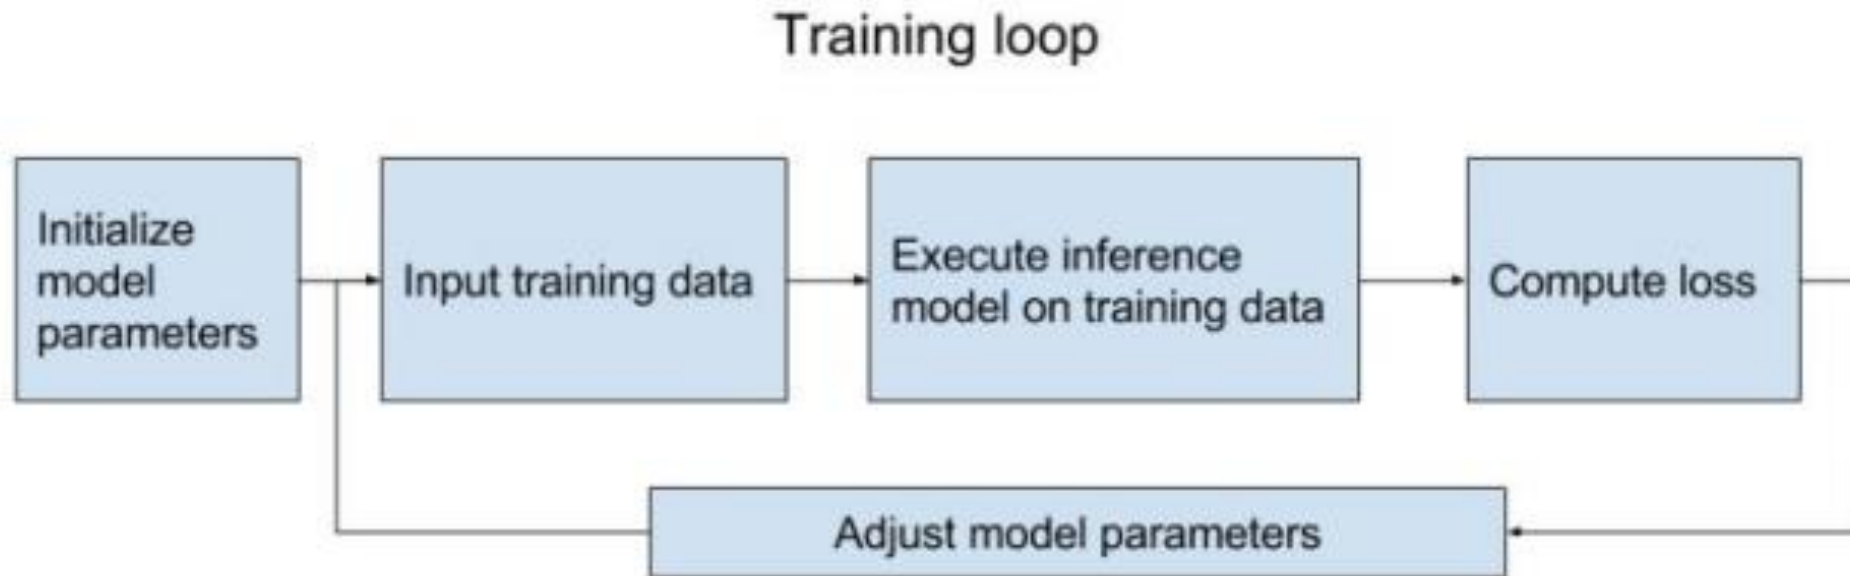 Training loop
Initialize
model
parameters
Input training data
Execute inference
model on training data
Compute loss
Adjust model parameters